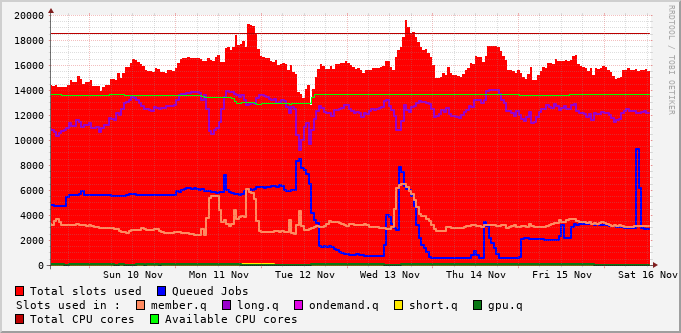 20000
18000
16000
14000
12000
10000
8000
6000
4000
2000
0
Sun 10 Nov Mon 11 Nov Tue 12 Nov Wed 13 Nov Thu 14 Nov Fri 15 Nov Sat 16 Nov
RRDTOOL / TOBI OETIKER
Total slots used Queued Jobs
Slots used in : member.q long.q ondemand.q short.q gpu.q
Total CPU cores Available CPU cores